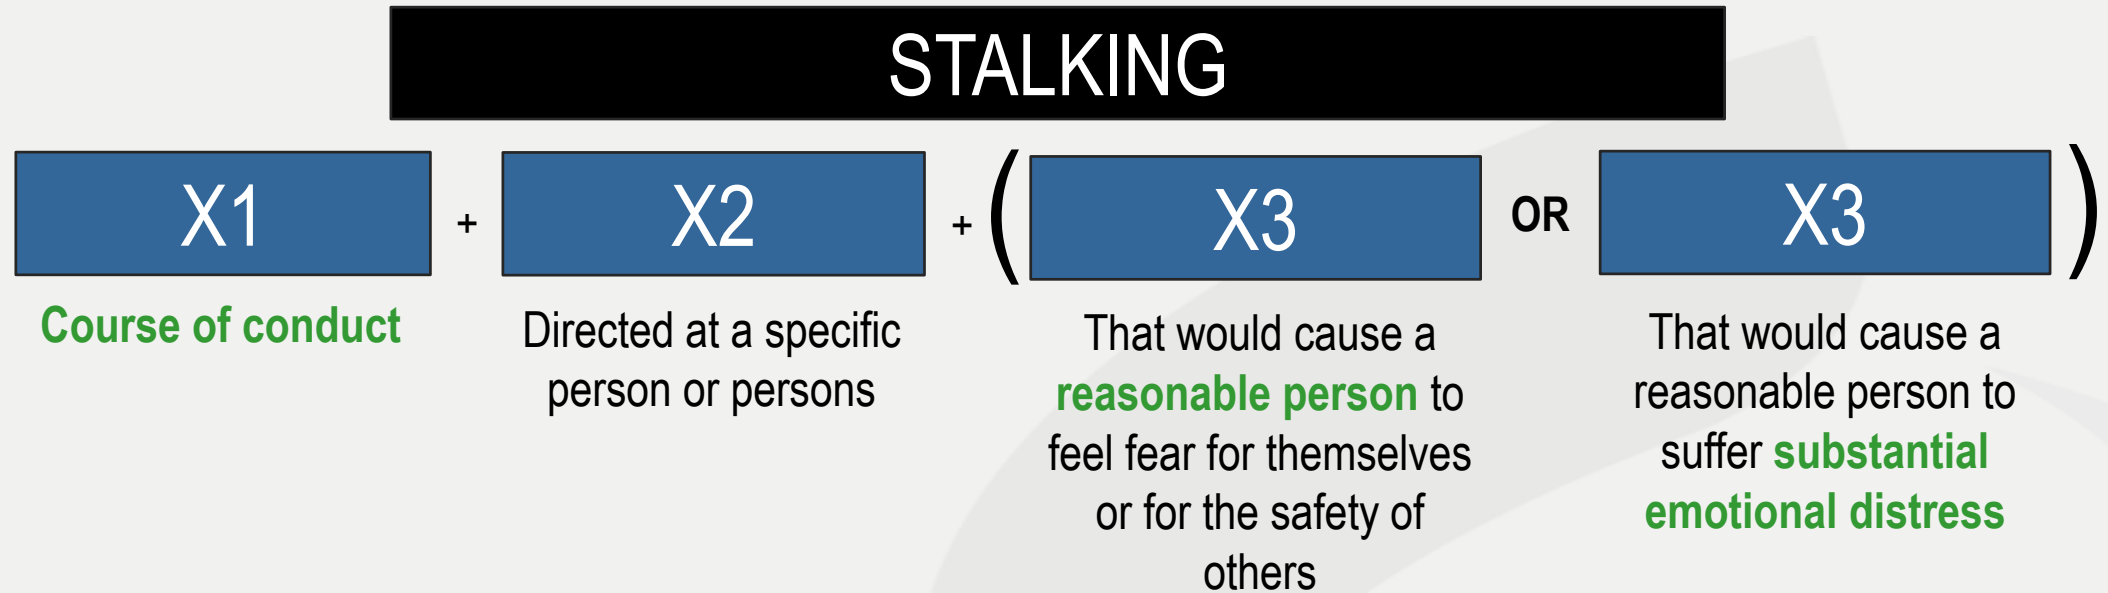 STALKING
X1 + X2 + ( X3 OR X3 )
Course of conduct
Directed at a specific
person or persons
That would cause a
reasonable person to
feel fear for themselves
or for the safety of
others
That would cause a
reasonable person to
suffer substantial
emotional distress